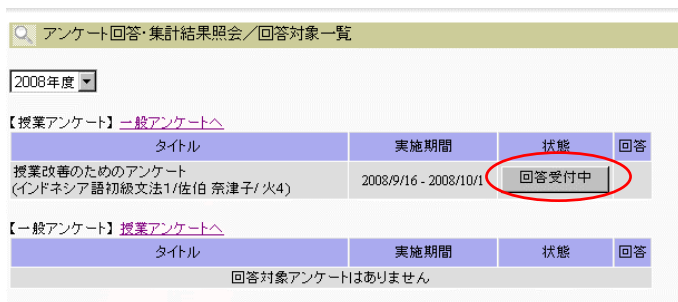 アンケート回答・集計結果照会／回答対象一覧
2008年度
【授業アンケート】一般アンケートへ
タイトル 実施期間 状態 回答
授業改善のためのアンケート
(インドネシア語初級文法1/佐伯 奈津子/火4) 2008/9/16 - 2008/10/1 回答受付中
【一般アンケート】授業アンケートへ
タイトル 実施期間 状態 回答
回答対象アンケートはありません